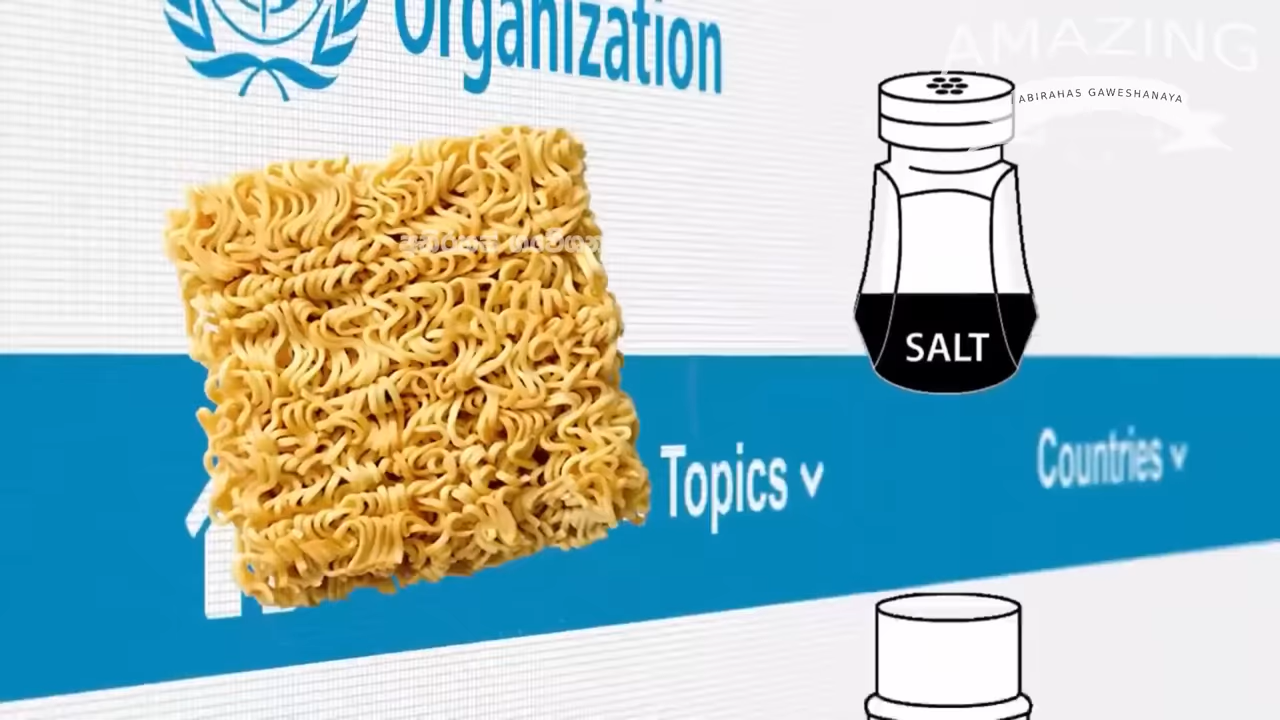 Organization
AMAZING
ABIRAHAS GAWESHANAYA
SALT
Topics
Countries